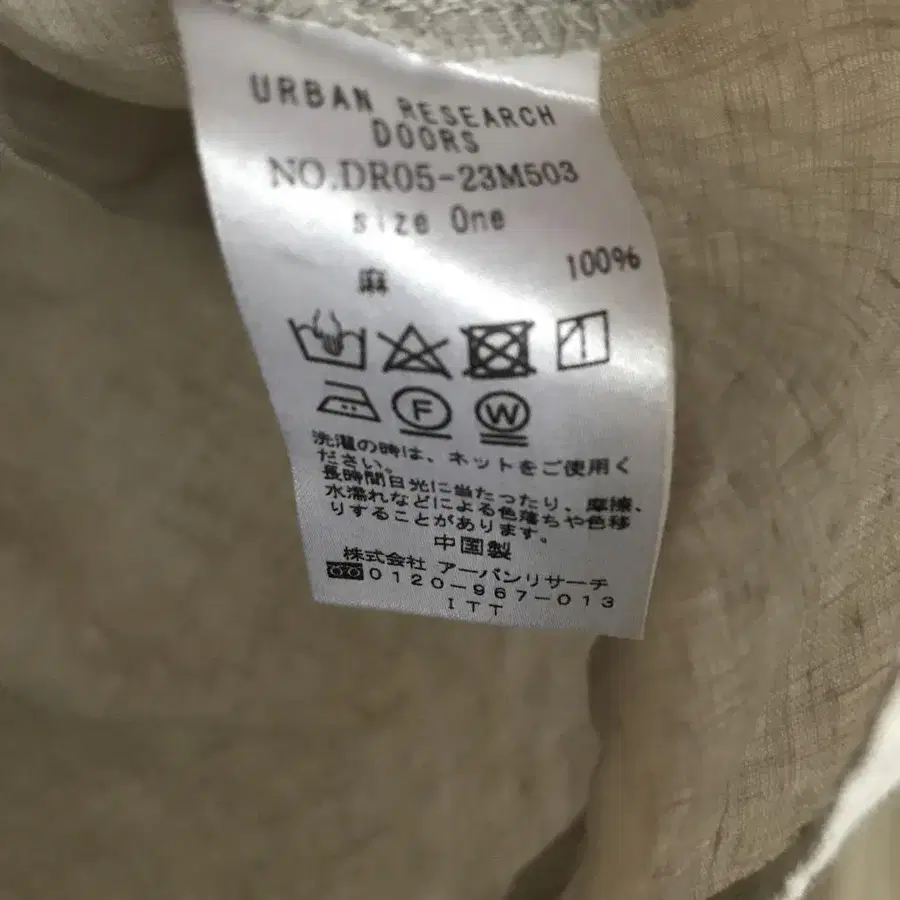 URBAN RESEARCH
DOORS
NO.DR05-23M503
size One
麻 100%
F W
洗濯の時は、ネットをご使用く
ださい。
長時間日光に当たったり、摩擦、
水濡れなどによる色落ちや色移
りすることがあります。
中国製
株式会社 アーバンリサーチ
0120-967-013
ITT